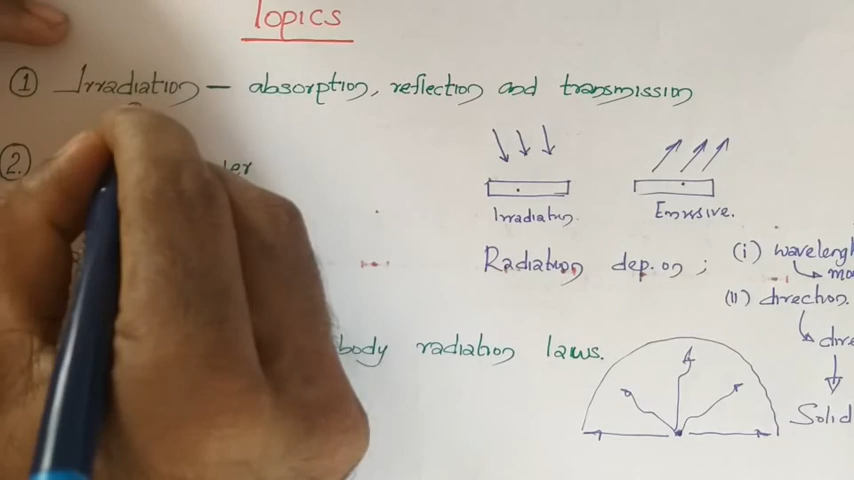 Topics
① Irradiation — absorption, reflection and transmission
②.
Irradiation.
Emissive.
Radiation dep. on ; (i) wavelength
(ii) direction.
body radiation laws.
Solid